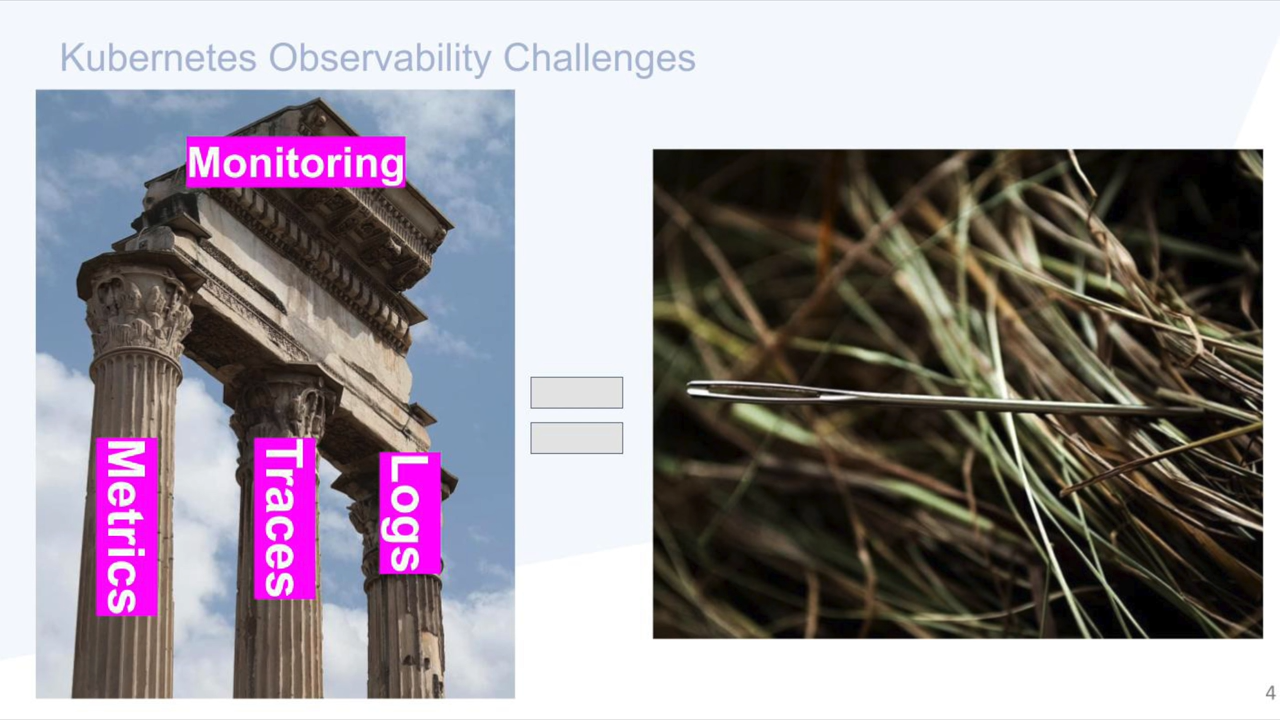 Kubernetes Observability Challenges
Monitoring
Metrics
Traces
Logs
4